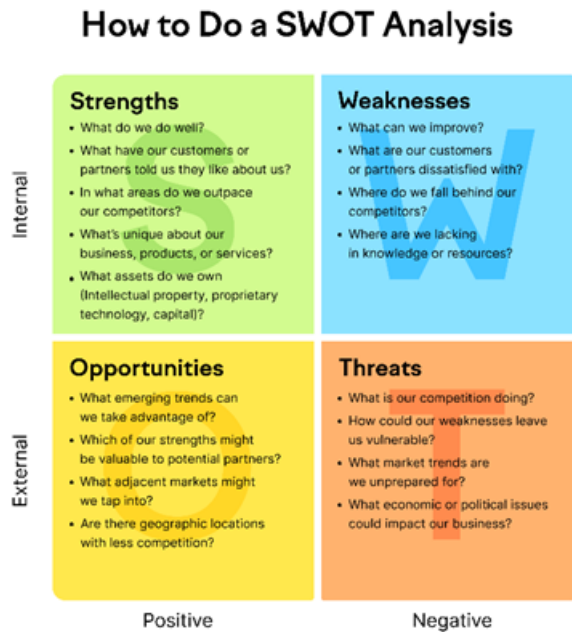 How to Do a SWOT Analysis
Internal
Strengths
• What do we do well?
• What have our customers or
partners told us they like about us?
• In what areas do we outpace
our competitors?
• What's unique about our
business, products, or services?
• What assets do we own
(Intellectual property, proprietary
technology, capital)?
S
Weaknesses
• What can we improve?
• What are our customers
or partners dissatisfied with?
• Where do we fall behind our
competitors?
• Where are we lacking
in knowledge or resources?
W
External
Opportunities
• What emerging trends can
we take advantage of?
• Which of our strengths might
be valuable to potential partners?
• What adjacent markets might
we tap into?
• Are there geographic locations
with less competition?
O
Threats
• What is our competition doing?
• How could our weaknesses leave
us vulnerable?
• What market trends are
we unprepared for?
• What economic or political issues
could impact our business?
T
Positive
Negative